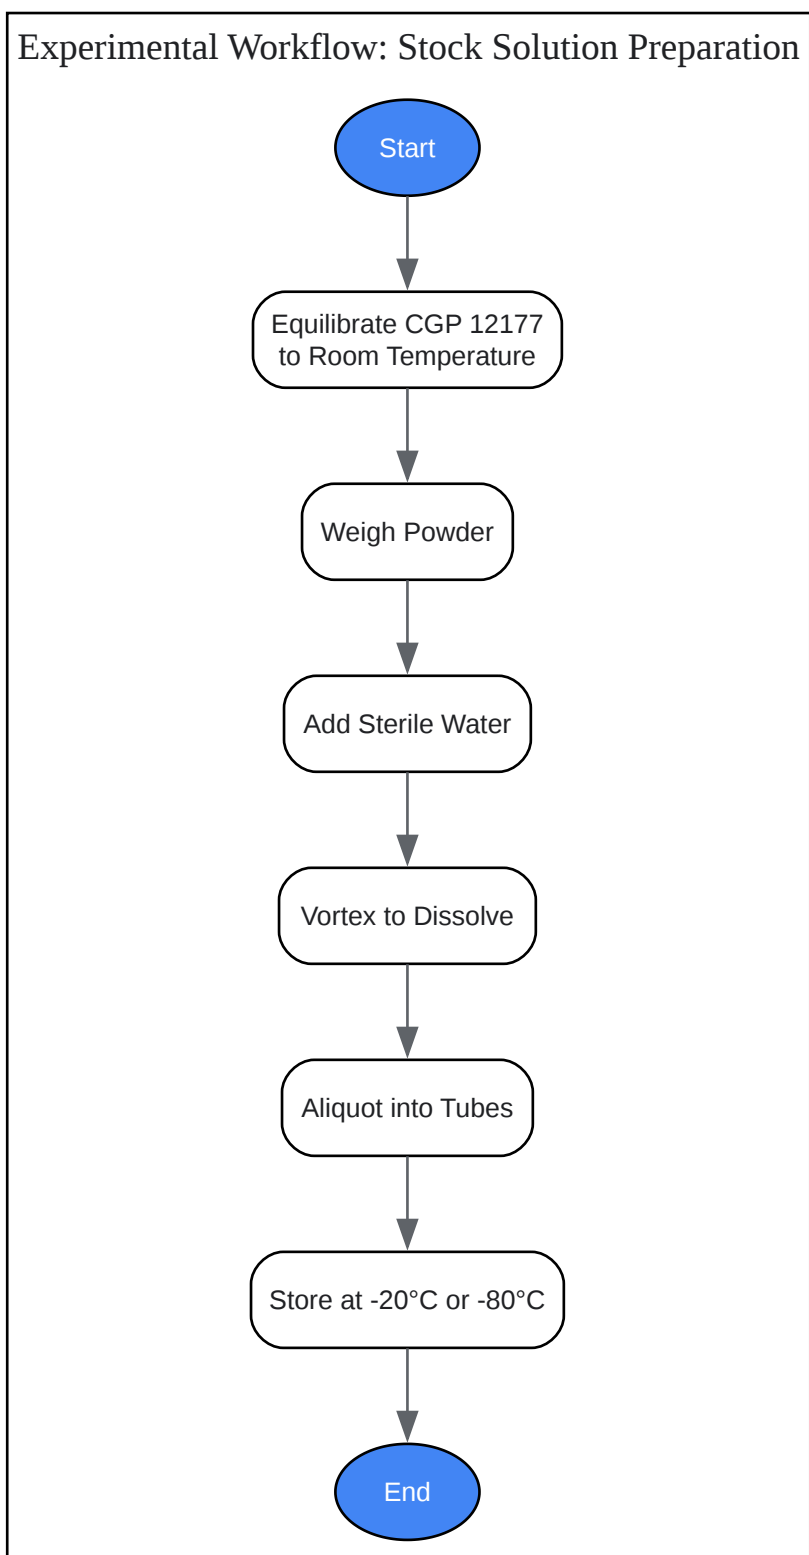 Experimental Workflow: Stock Solution Preparation
Start
Equilibrate CGP 12177
to Room Temperature
Weigh Powder
Add Sterile Water
Vortex to Dissolve
Aliquot into Tubes
Store at -20°C or -80°C
End